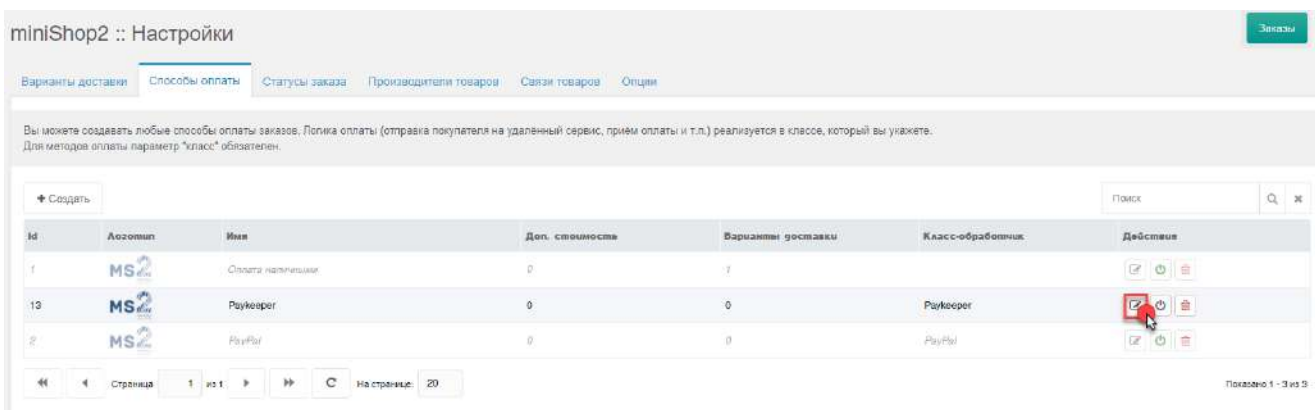 miniShop2 :: Настройки
Заказы
Варианты доставки Способы оплаты Статусы заказа Производители товаров Связи товаров Опции
Вы можете создавать любые способы оплаты заказов. Логика оплаты (отправка покупателя на удалённый сервис, приём оплаты и т.п.) реализуется в классе, который вы укажете.
Для методов оплаты параметр "класс" обязателен.
+ Создать Поиск
Id Логотип Имя Доп. стоимость Варианты доставки Класс-обработчик Действия
1 MS2 Оплата наличными 0 1
13 MS2 Paykeeper 0 0 Paykeeper
2 MS2 PayPal 0 0 PayPal
Страница 1 из 1 На странице: 20 Показано 1 - 3 из 3